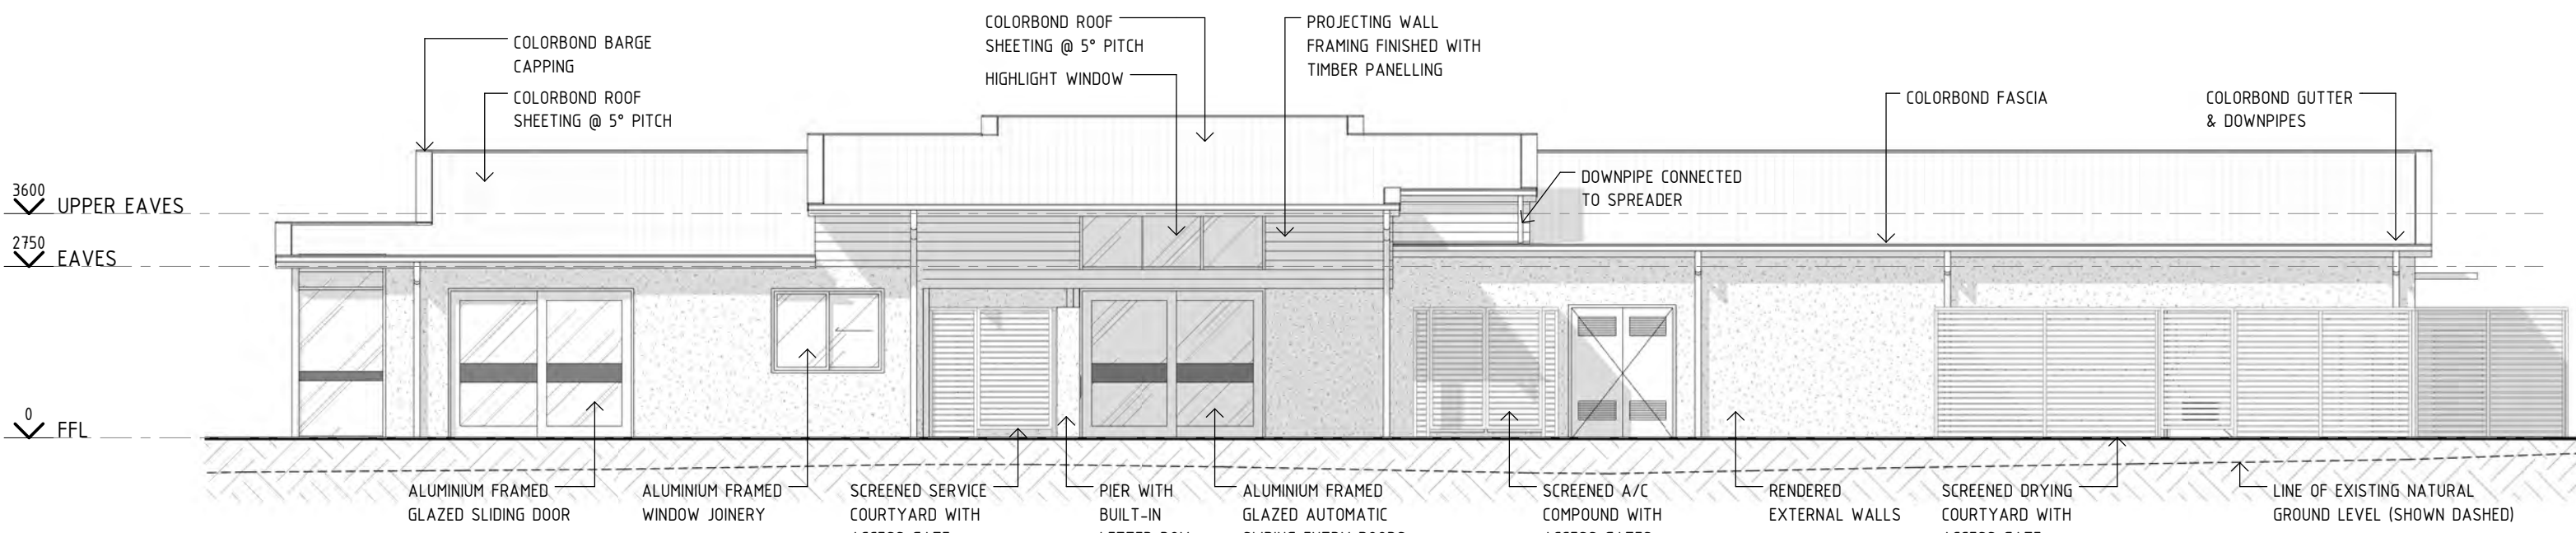 COLORBOND BARGE
CAPPING
COLORBOND ROOF
SHEETING @ 5° PITCH
COLORBOND ROOF
SHEETING @ 5° PITCH
HIGHLIGHT WINDOW
PROJECTING WALL
FRAMING FINISHED WITH
TIMBER PANELLING
COLORBOND FASCIA
COLORBOND GUTTER
& DOWNPIPES
DOWNPIPE CONNECTED
TO SPREADER
3600
UPPER EAVES
2750
EAVES
0
FFL
ALUMINIUM FRAMED
GLAZED SLIDING DOOR
ALUMINIUM FRAMED
WINDOW JOINERY
SCREENED SERVICE
COURTYARD WITH
PIER WITH
BUILT-IN
ALUMINIUM FRAMED
GLAZED AUTOMATIC
SCREENED A/C
COMPOUND WITH
RENDERED
EXTERNAL WALLS
SCREENED DRYING
COURTYARD WITH
LINE OF EXISTING NATURAL
GROUND LEVEL (SHOWN DASHED)